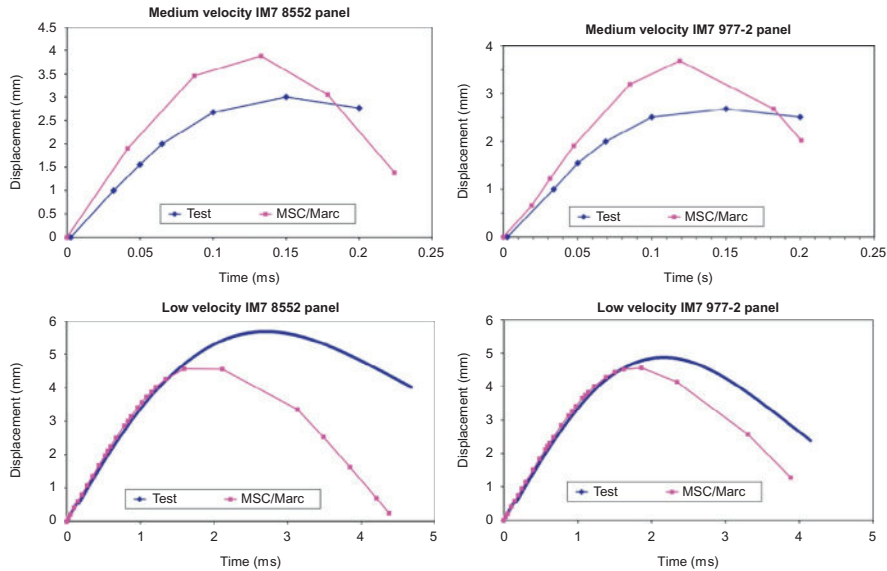 Medium velocity IM7 8552 panel
4.5
4
3.5
3
2.5
2
1.5
1
0.5
0
Displacement (mm)
Test
MSC/Marc
0
0.05
0.1
0.15
0.2
0.25
Time (ms)
Medium velocity IM7 977-2 panel
4
3
2
1
0
Displacement (mm)
Test
MSC/Marc
0
0.05
0.1
0.15
0.2
0.25
Time (s)
Low velocity IM7 8552 panel
6
5
4
3
2
1
0
Displacement (mm)
Test
MSC/Marc
0
1
2
3
4
5
Time (ms)
Low velocity IM7 977-2 panel
6
5
4
3
2
1
0
Displacement (mm)
Test
MSC/Marc
0
1
2
3
4
5
Time (ms)